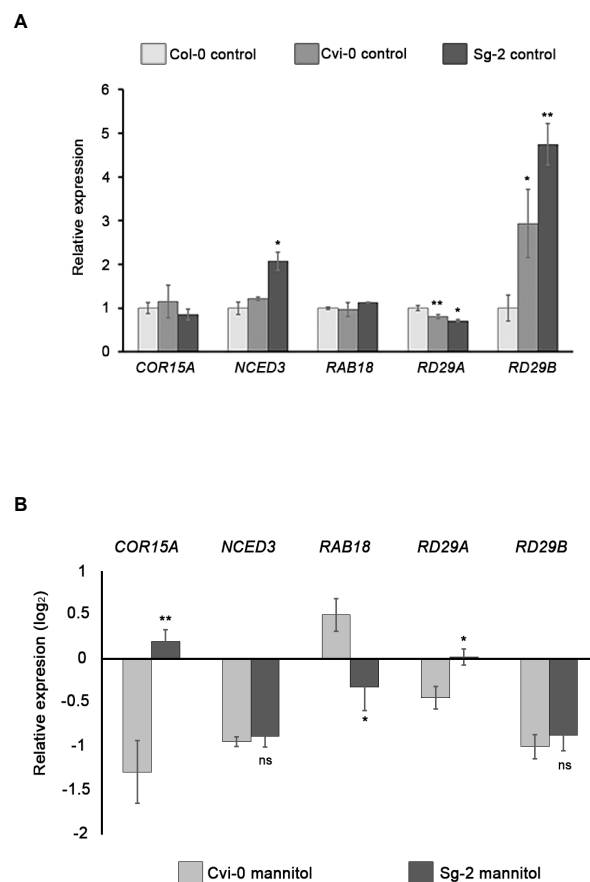 A
Col-0 control Cvi-0 control Sg-2 control
Relative expression
6
5
4
3
2
1
0
*
** *
*
**
COR15A NCED3 RAB18 RD29A RD29B
B
COR15A NCED3 RAB18 RD29A RD29B
Relative expression (log2)
1
0.5
0
-0.5
-1
-1.5
-2
**
ns
*
*
ns
Cvi-0 mannitol Sg-2 mannitol